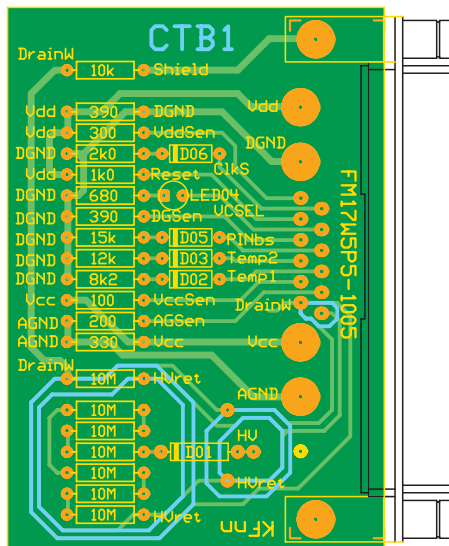 CTB1
DrainW
10k Shield
Vdd 390 DGND Vdd
Vdd 300 VddSen
DGND 2k0 D06 DGND
ClkS
Vdd 1k0 Reset
DGND 680 LED04
VCSEL
DGND 390 DGSen
DGND 15k D05 PINbs
DGND 12k D03 Temp2
DGND 8k2 D02 Temp1
Vcc 100 VccSen DrainW
AGND 200 AGSen
AGND 330 Vcc Vcc
DrainW
10M HVret
AGND
10M
10M
HV
10M D01
10M
10M HVret
10M HVret
KFnn
FM17W5P5-1005